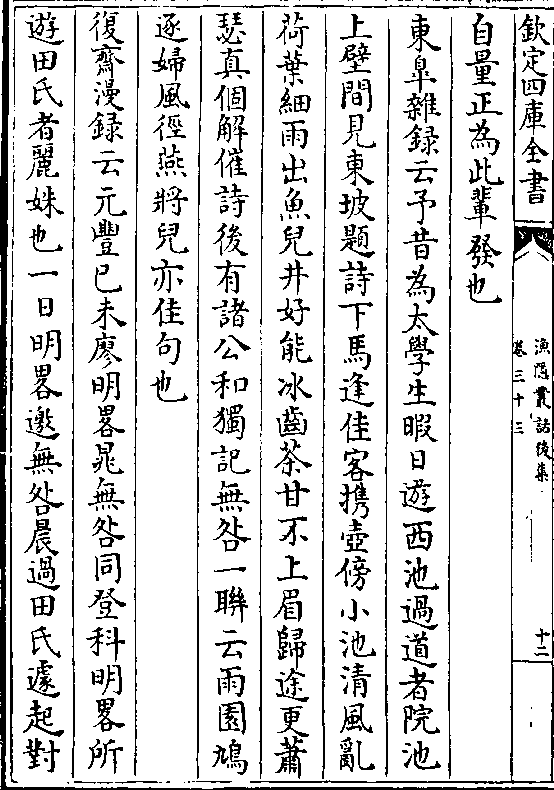 欽定四庫全書
漁隱叢話後集
卷三十三
十二
自量正為此輩發也
東臯雜録云予昔為太學生暇日遊西池過道者院池
上壁間見東坡題詩下馬逢佳客携壺傍小池清風亂
荷葉細雨出魚兒井好能冰齒茶甘不上眉歸途更蕭
瑟真個解催詩後有諸公和獨記無咎一聯云雨園鳩
逐婦風徑燕將兒亦佳句也
復齋漫録云元豐己未廖明畧晁無咎同登科明畧所
遊田氏者麗姝也一日明畧邀無咎晨過田氏遽起對